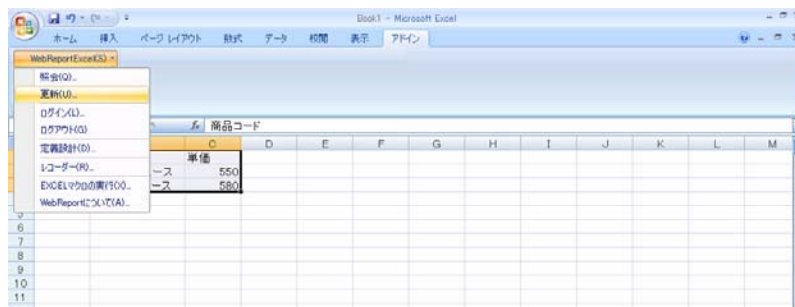 Book1 - Microsoft Excel
ホーム 挿入 ページ レイアウト 数式 データ 校閲 表示 アドイン
WebReportExcel(S)
照会(Q)...
更新(U)...
ログイン(L)...
ログアウト(G)
定義設計(D)...
レコーダー(R)...
EXCELマクロの実行(X)...
WebReportについて(A)...
fx 商品コード
C D E F G H I J K L M
単価
ース 550
ース 580
5
6
7
8
9
10
11